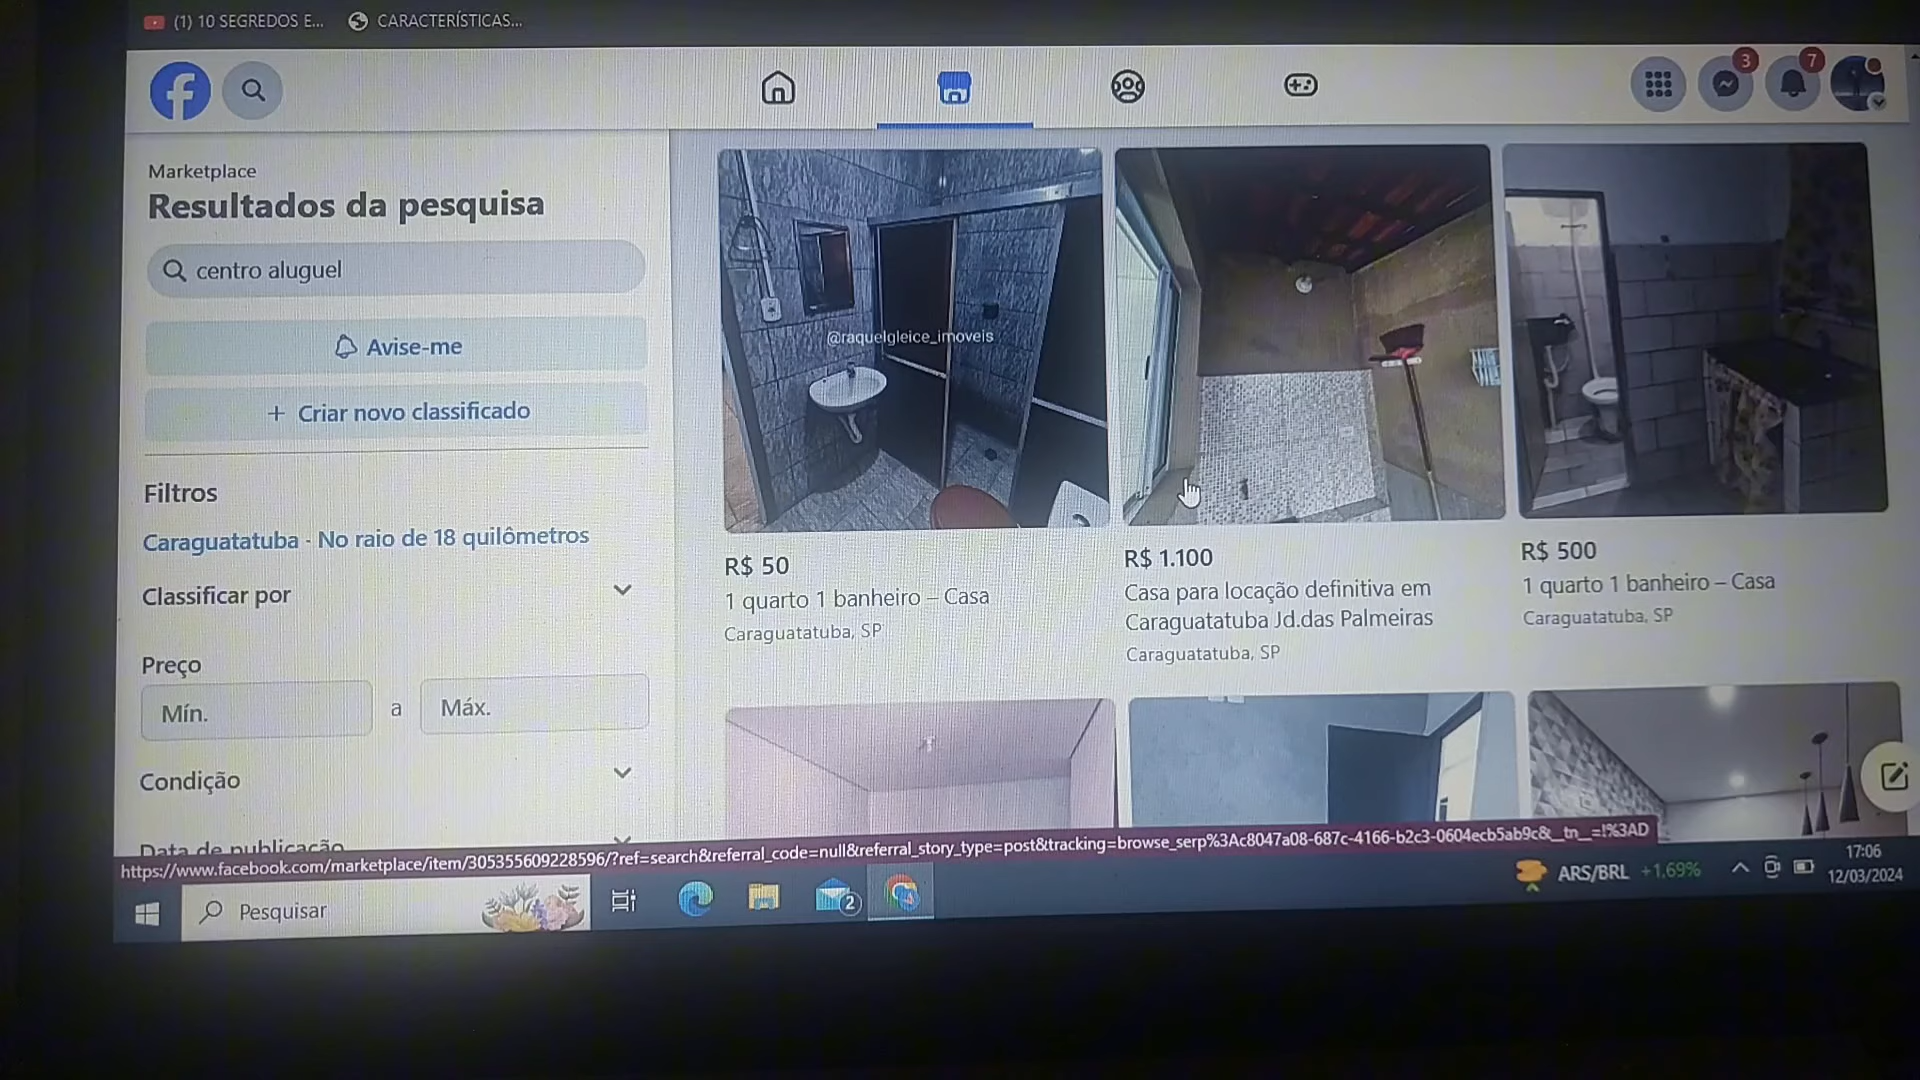 (1) 10 SEGREDOS E...
CARACTERÍSTICAS...
3
7
Marketplace
Resultados da pesquisa
centro aluguel
Avise-me
+ Criar novo classificado
Filtros
Caraguatatuba · No raio de 18 quilômetros
Classificar por
Preço
Mín.
a
Máx.
Condição
Data de publicação
@raquelgleice_imoveis
R$ 50
1 quarto 1 banheiro – Casa
Caraguatatuba, SP
R$ 1.100
Casa para locação definitiva em
Caraguatatuba Jd.das Palmeiras
Caraguatatuba, SP
R$ 500
1 quarto 1 banheiro – Casa
Caraguatatuba, SP
https://www.facebook.com/marketplace/item/305355609228596/?ref=search&referral_code=null&referral_story_type=post&tracking=browse_serp%3Ac8047a08-687c-4166-b2c3-0604ecb5ab9c&__tn__=!%3AD
Pesquisar
2
ARS/BRL +1.69%
17:06
12/03/2024